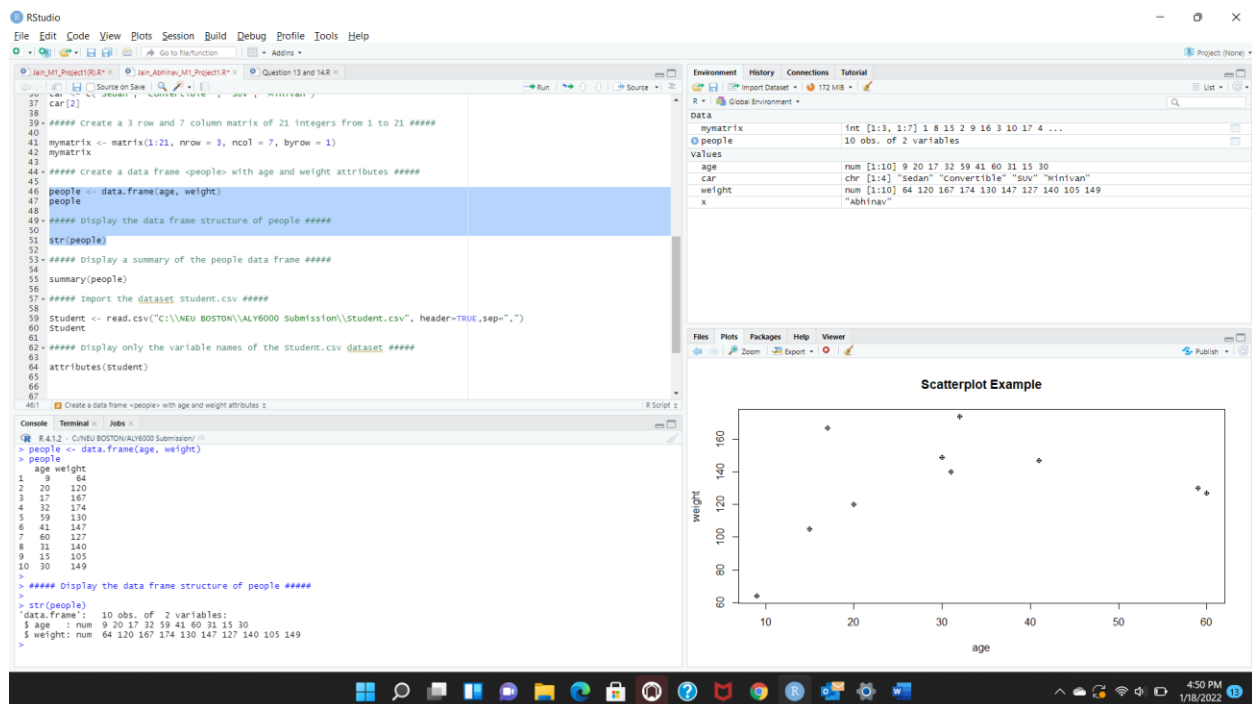 RStudio
File Edit Code View Plots Session Build Debug Profile Tools Help
Go to file/function Addins Project: (None)
Jain_M1_Project1(R).R* Jain_Abhinav_M1_Project1.R* Question 13 and 14.R
Source on Save Run Source
36 car <- c("Sedan", "Convertible", "SUV", "Minivan")
37 car[2]
38
39 ##### Create a 3 row and 7 column matrix of 21 integers from 1 to 21 #####
40
41 mymatrix <- matrix(1:21, nrow = 3, ncol = 7, byrow = 1)
42 mymatrix
43
44 ##### Create a data frame <people> with age and weight attributes #####
45
46 people <- data.frame(age, weight)
47 people
48
49 ##### Display the data frame structure of people #####
50
51 str(people)
52
53 ##### Display a summary of the people data frame #####
54
55 summary(people)
56
57 ##### Import the dataset Student.csv #####
58
59 Student <- read.csv("C:\\NEU BOSTON\\ALY6000 Submission\\Student.csv", header=TRUE,sep=",")
60 Student
61
62 ##### Display only the variable names of the Student.csv dataset #####
63
64 attributes(Student)
65
66
67
46:1 Create a data frame <people> with age and weight attributes R Script
Console Terminal Jobs
R 4.1.2 · C:/NEU BOSTON/ALY6000 Submission/
> people <- data.frame(age, weight)
> people
age weight
1 9 64
2 20 120
3 17 167
4 32 174
5 59 130
6 41 147
7 60 127
8 31 140
9 15 105
10 30 149
>
> ##### Display the data frame structure of people #####
>
> str(people)
'data.frame': 10 obs. of 2 variables:
$ age : num 9 20 17 32 59 41 60 31 15 30
$ weight: num 64 120 167 174 130 147 127 140 105 149
>
Environment History Connections Tutorial
Import Dataset 172 MiB List
R Global Environment
Data
mymatrix int [1:3, 1:7] 1 8 15 2 9 16 3 10 17 4 ...
people 10 obs. of 2 variables
Values
age num [1:10] 9 20 17 32 59 41 60 31 15 30
car chr [1:4] "Sedan" "Convertible" "SUV" "Minivan"
weight num [1:10] 64 120 167 174 130 147 127 140 105 149
x "Abhinav"
Files Plots Packages Help Viewer
Zoom Export Publish
Scatterplot Example
weight
160
140
120
100
80
60
10 20 30 40 50 60
age
4:50 PM
1/18/2022 13